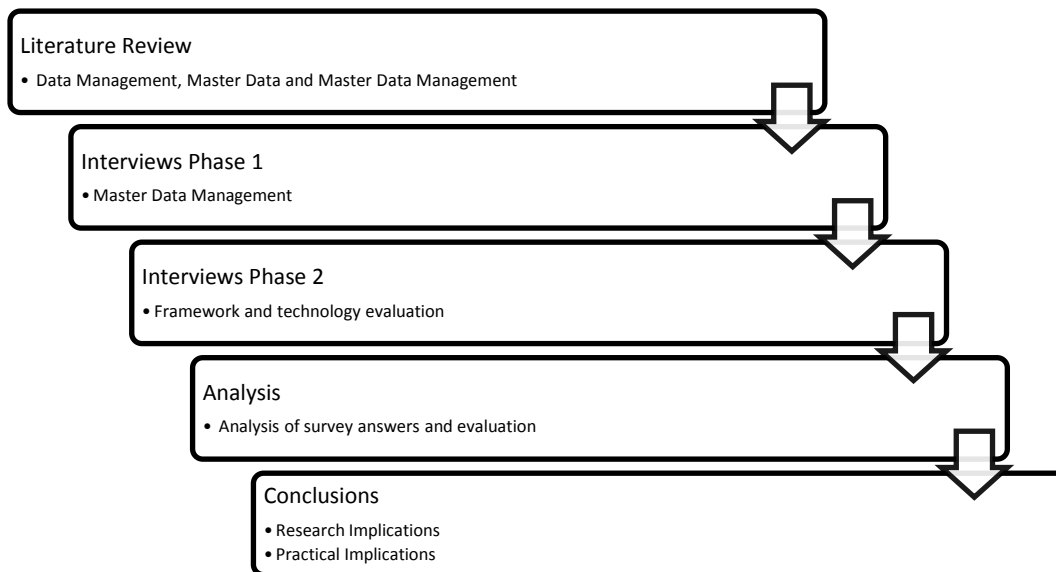 Literature Review
• Data Management, Master Data and Master Data Management
Interviews Phase 1
• Master Data Management
Interviews Phase 2
• Framework and technology evaluation
Analysis
• Analysis of survey answers and evaluation
Conclusions
• Research Implications
• Practical Implications